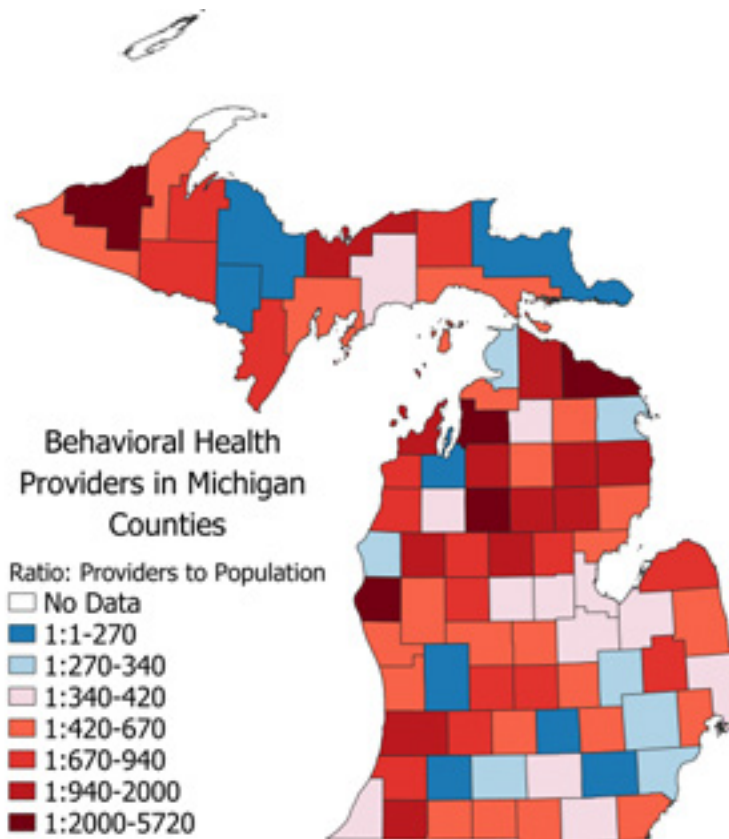 Behavioral Health
Providers in Michigan
Counties
Ratio: Providers to Population
No Data
1:1-270
1:270-340
1:340-420
1:420-670
1:670-940
1:940-2000
1:2000-5720